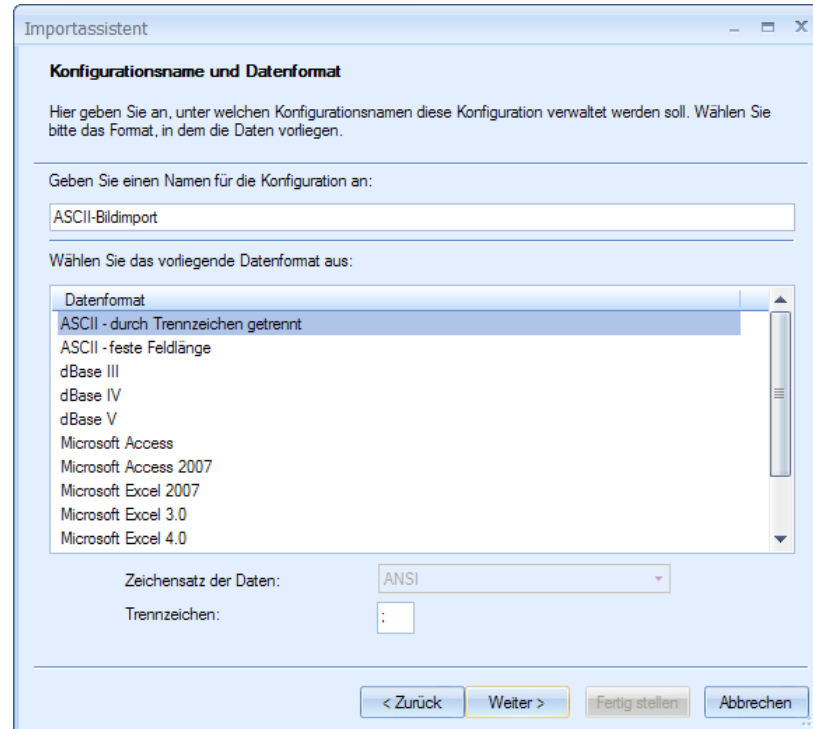 Importassistent
Konfigurationsname und Datenformat
Hier geben Sie an, unter welchen Konfigurationsnamen diese Konfiguration verwaltet werden soll. Wählen Sie
bitte das Format, in dem die Daten vorliegen.
Geben Sie einen Namen für die Konfiguration an:
ASCII-Bildimport
Wählen Sie das vorliegende Datenformat aus:
Datenformat
ASCII - durch Trennzeichen getrennt
ASCII - feste Feldlänge
dBase III
dBase IV
dBase V
Microsoft Access
Microsoft Access 2007
Microsoft Excel 2007
Microsoft Excel 3.0
Microsoft Excel 4.0
Zeichensatz der Daten: ANSI
Trennzeichen: ;
< Zurück Weiter > Fertig stellen Abbrechen